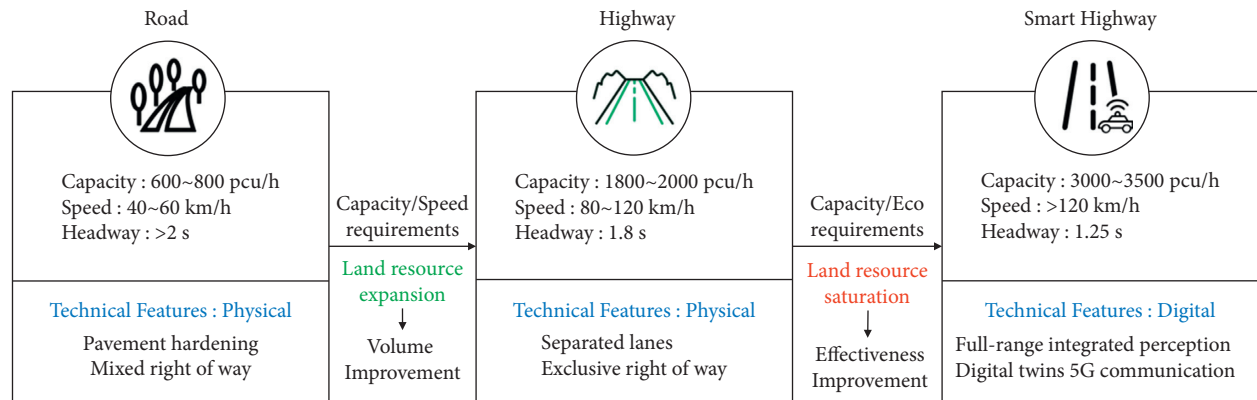 Road
Capacity : 600~800 pcu/h
Speed : 40~60 km/h
Headway : >2 s
Technical Features : Physical
Pavement hardening
Mixed right of way
Capacity/Speed
requirements
Land resource
expansion
Volume
Improvement
Highway
Capacity : 1800~2000 pcu/h
Speed : 80~120 km/h
Headway : 1.8 s
Technical Features : Physical
Separated lanes
Exclusive right of way
Capacity/Eco
requirements
Land resource
saturation
Effectiveness
Improvement
Smart Highway
Capacity : 3000~3500 pcu/h
Speed : >120 km/h
Headway : 1.25 s
Technical Features : Digital
Full-range integrated perception
Digital twins 5G communication